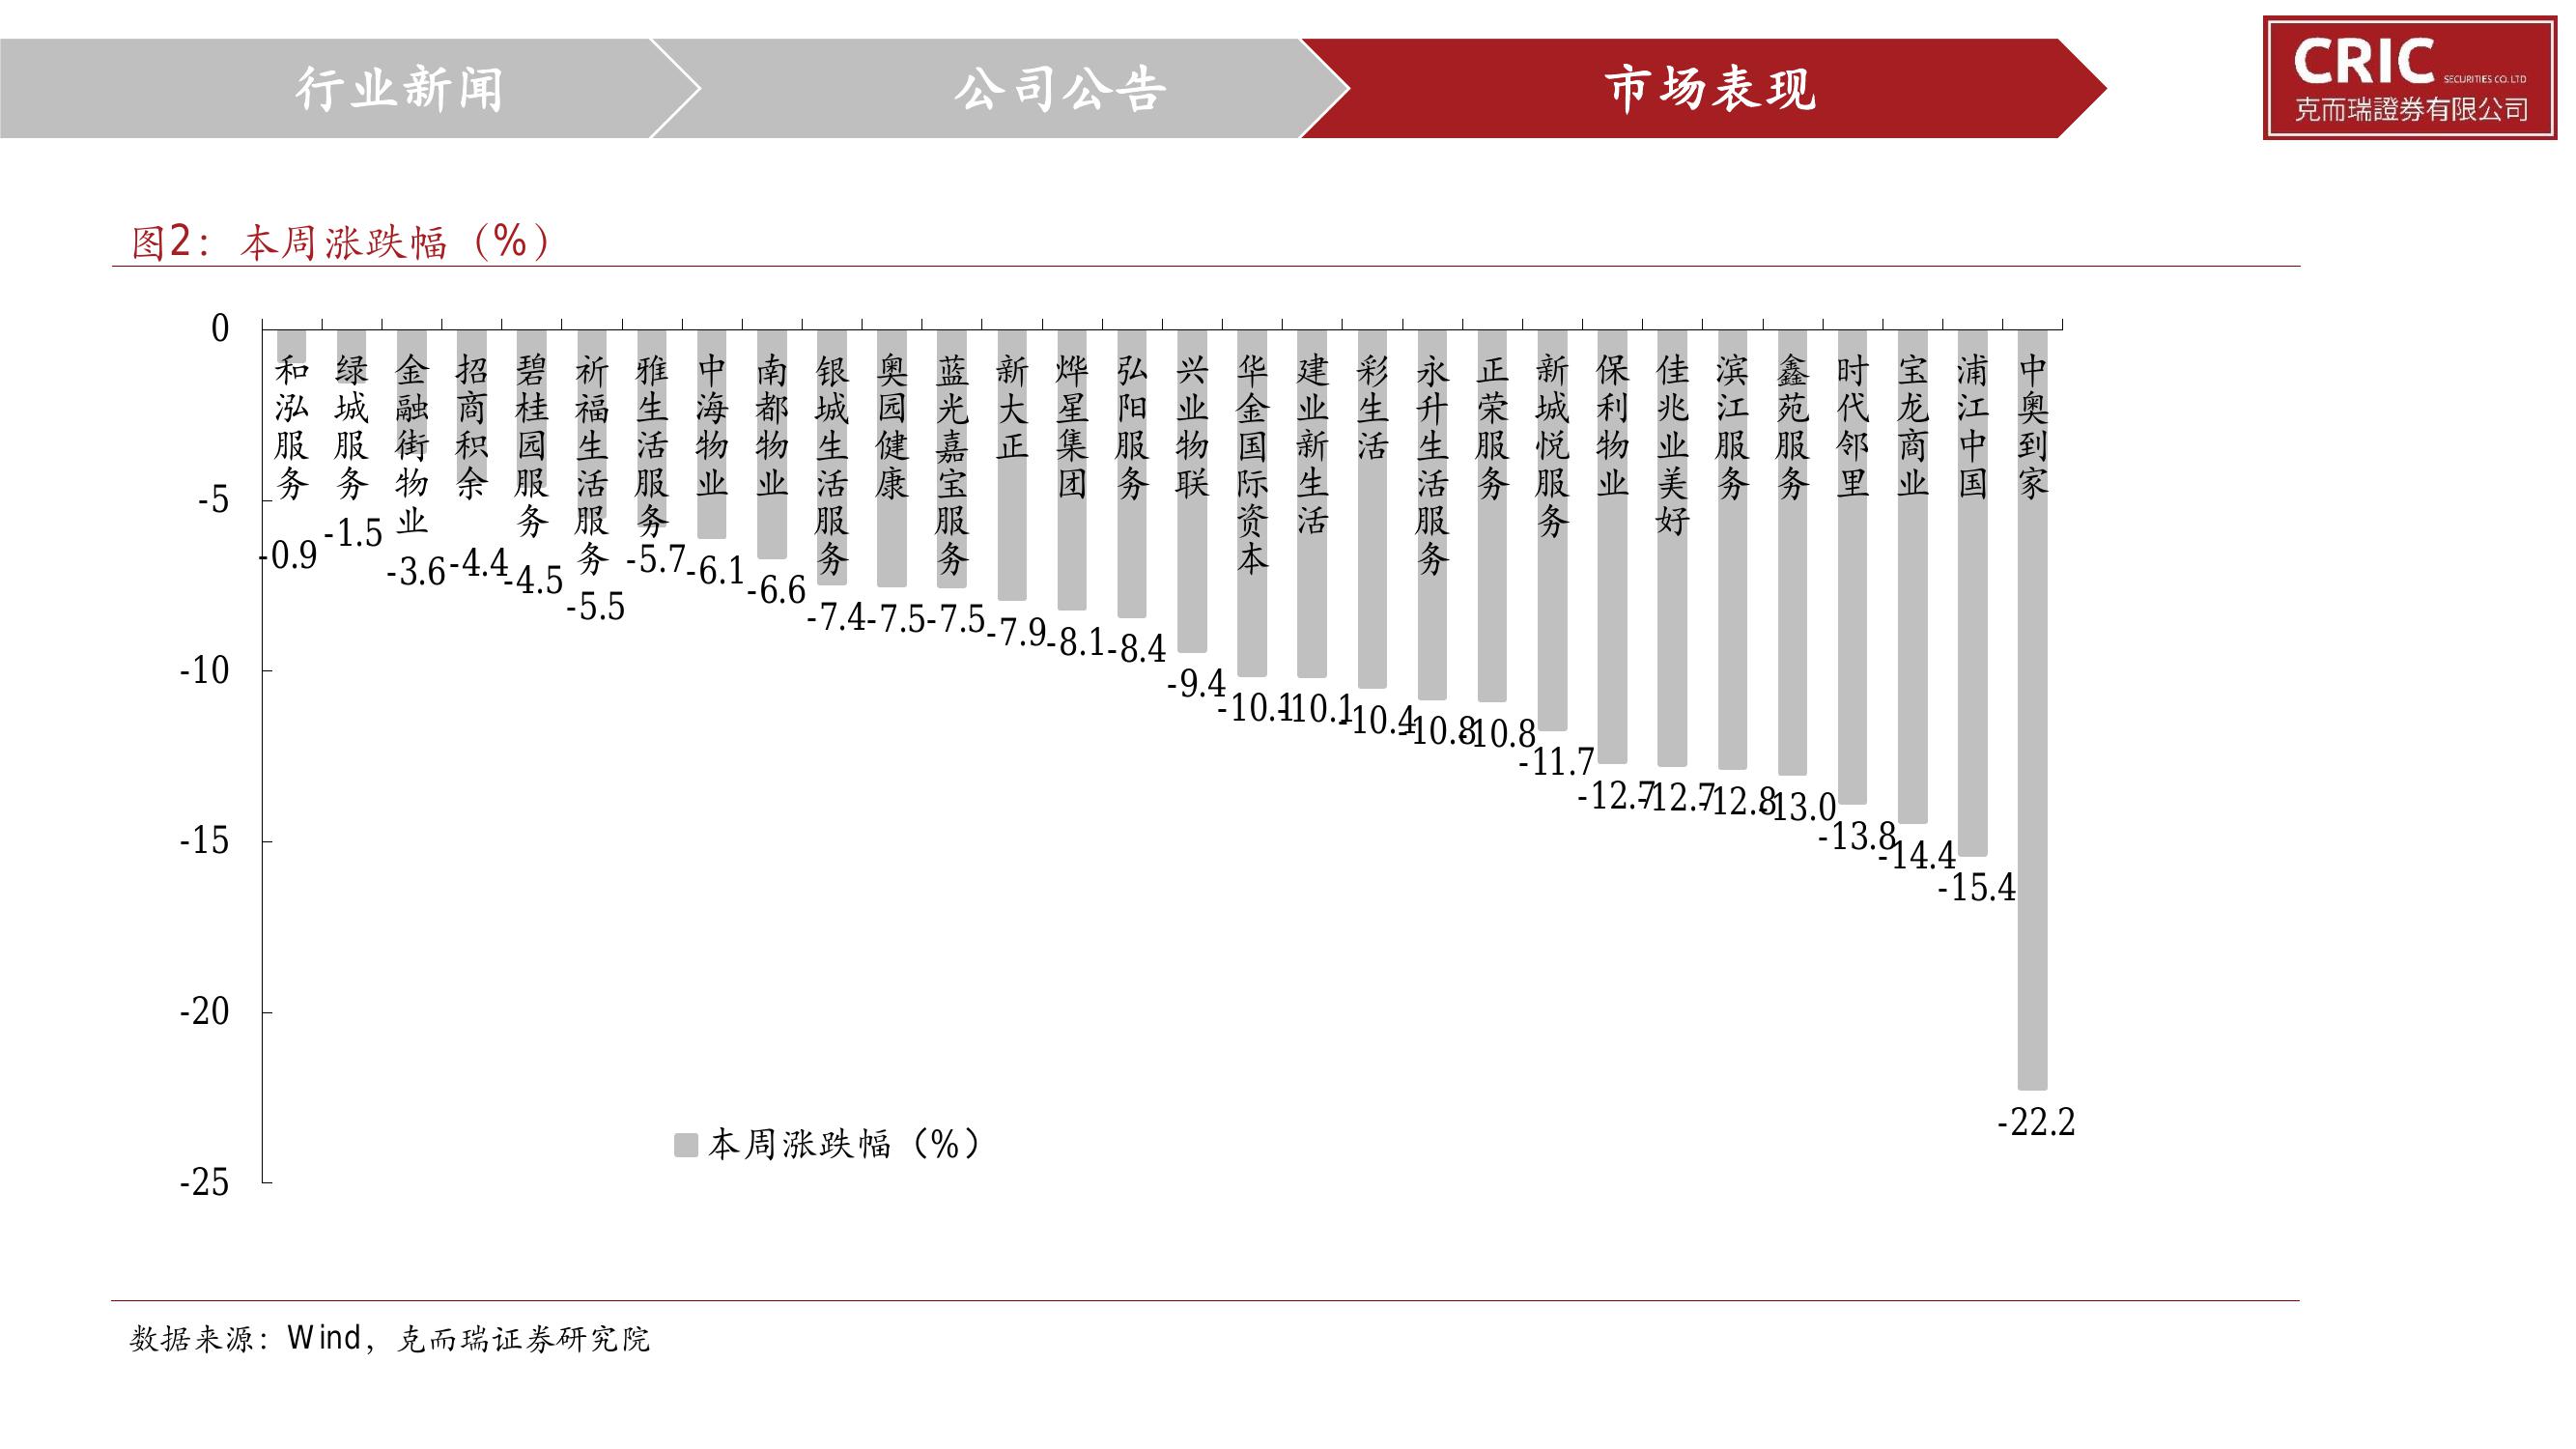 行业新闻
公司公告
市场表现
CRIC SECURITIES CO. LTD
克而瑞證券有限公司
图2：本周涨跌幅（%）
0
-5
-10
-15
-20
-25
和泓服务
绿城服务
金融街物业
招商积余
碧桂园服务
祈福生活服务
雅生活服务
中海物业
南都物业
银城生活服务
奥园健康
蓝光嘉宝服务
新大正
烨星集团
弘阳服务
兴业物联
华金国际资本
建业新生活
彩生活
永升生活服务
正荣服务
新城悦服务
保利物业
佳兆业美好
滨江服务
鑫苑服务
时代邻里
宝龙商业
浦江中国
中奥到家
-0.9
-1.5
-3.6
-4.4
-4.5
-5.5
-5.7
-6.1
-6.6
-7.4
-7.5
-7.5
-7.9
-8.1
-8.4
-9.4
-10.1
-10.1
-10.4
-10.8
-10.8
-11.7
-12.7
-12.7
-12.8
-13.0
-13.8
-14.4
-15.4
-22.2
本周涨跌幅（%）
数据来源：Wind，克而瑞证券研究院